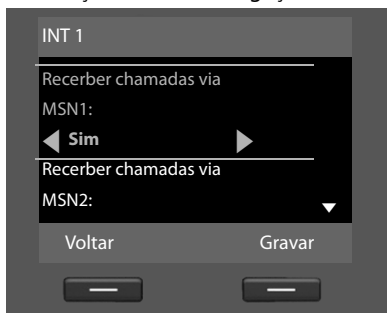 INT 1
Recerber chamadas via
MSN1:
Sim
Recerber chamadas via
MSN2:
Voltar Gravar